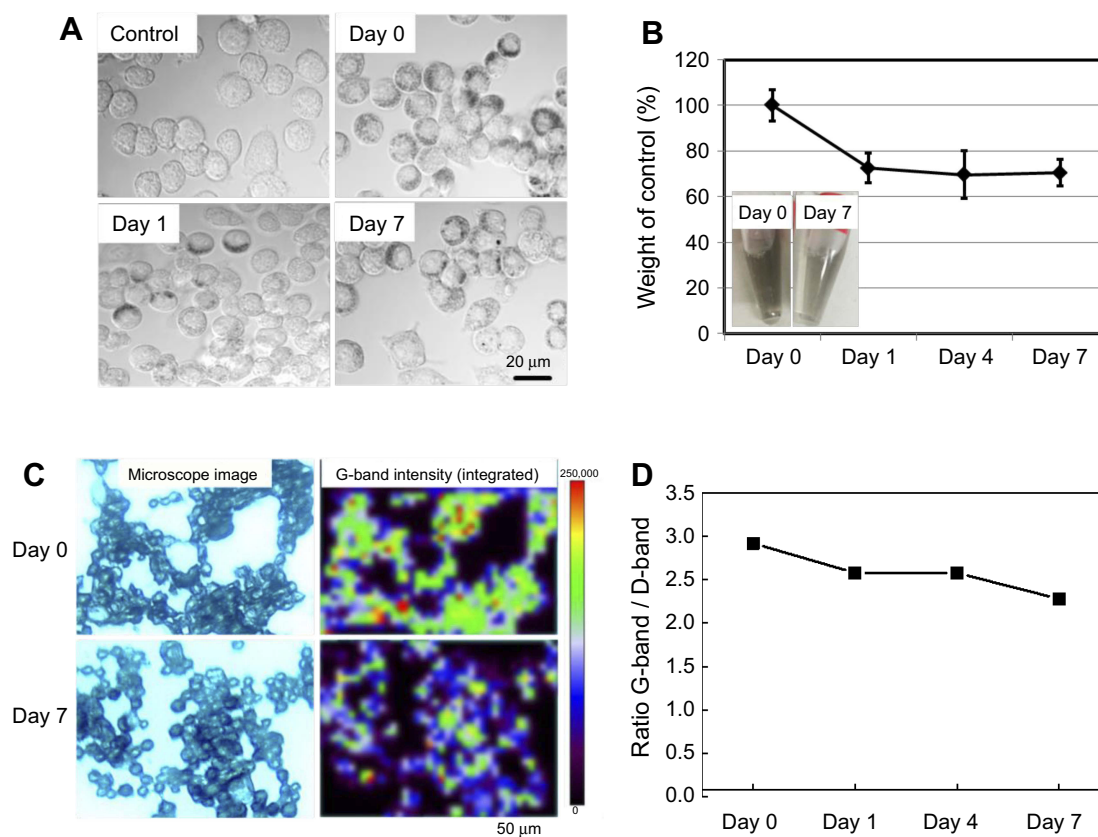 A
Control
Day 0
Day 1
Day 7
20 μm
B
Weight of control (%)
120
100
80
60
40
20
0
Day 0
Day 7
Day 0
Day 1
Day 4
Day 7
C
Microscope image
G-band intensity (integrated)
250,000
Day 0
Day 7
0
50 μm
D
Ratio G-band / D-band
3.5
3.0
2.5
2.0
1.5
1.0
0.5
0.0
Day 0
Day 1
Day 4
Day 7